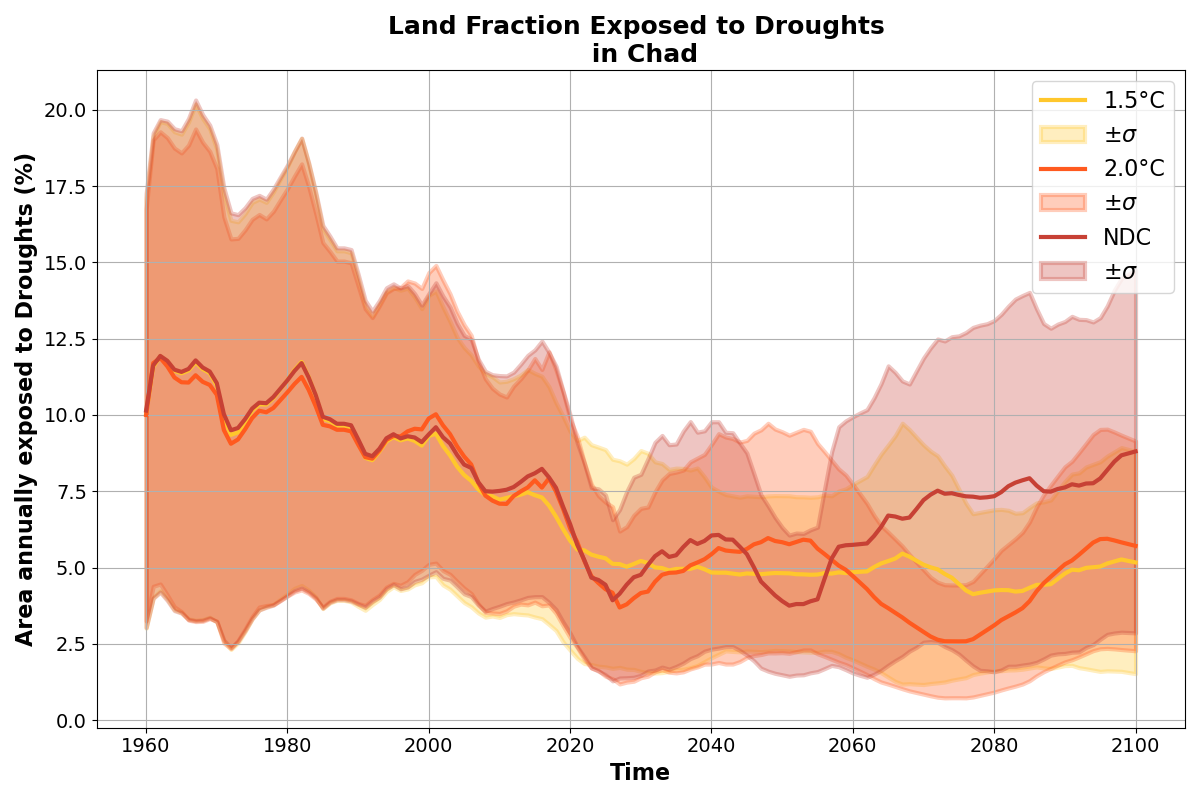 Land Fraction Exposed to Droughts
in Chad
Area annually exposed to Droughts (%)
20.0
17.5
15.0
12.5
10.0
7.5
5.0
2.5
0.0
1960
1980
2000
2020
2040
2060
2080
2100
Time
1.5°C
±σ
2.0°C
±σ
NDC
±σ